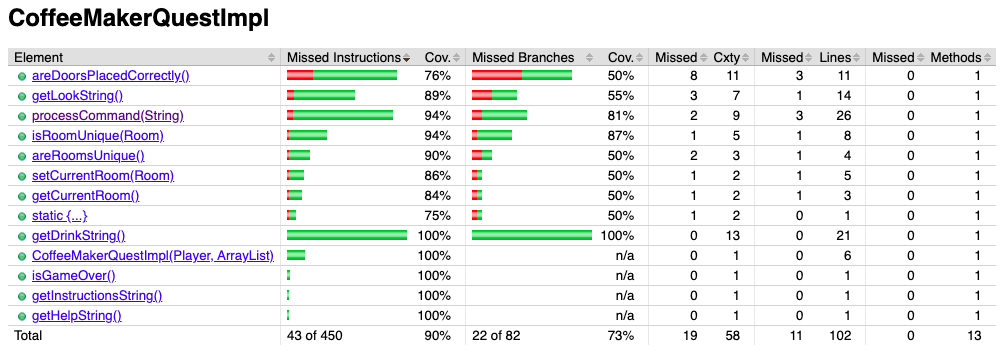 CoffeeMakerQuestImpl
Element Missed Instructions Cov. Missed Branches Cov. Missed Cxty Missed Lines Missed Methods
areDoorsPlacedCorrectly() 76% 50% 8 11 3 11 0 1
getLookString() 89% 55% 3 7 1 14 0 1
processCommand(String) 94% 81% 2 9 3 26 0 1
isRoomUnique(Room) 94% 87% 1 5 1 8 0 1
areRoomsUnique() 90% 50% 2 3 1 4 0 1
setCurrentRoom(Room) 86% 50% 1 2 1 5 0 1
getCurrentRoom() 84% 50% 1 2 1 3 0 1
static {...} 75% 50% 1 2 0 1 0 1
getDrinkString() 100% 100% 0 13 0 21 0 1
CoffeeMakerQuestImpl(Player, ArrayList) 100% n/a 0 1 0 6 0 1
isGameOver() 100% n/a 0 1 0 1 0 1
getInstructionsString() 100% n/a 0 1 0 1 0 1
getHelpString() 100% n/a 0 1 0 1 0 1
Total 43 of 450 90% 22 of 82 73% 19 58 11 102 0 13